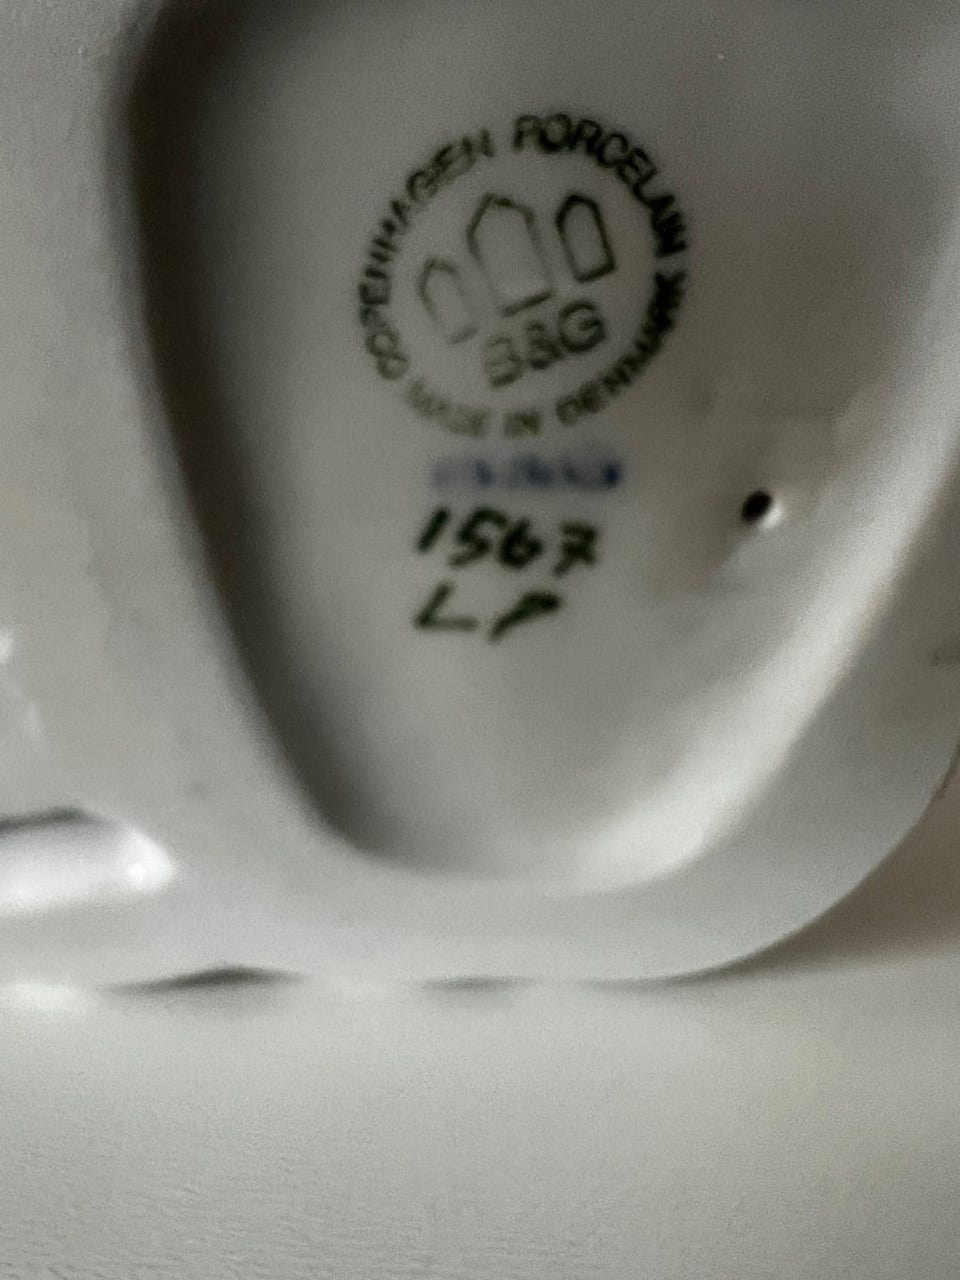 COPENHAGEN PORCELAIN
B&G
MADE IN DENMARK
1567
LP